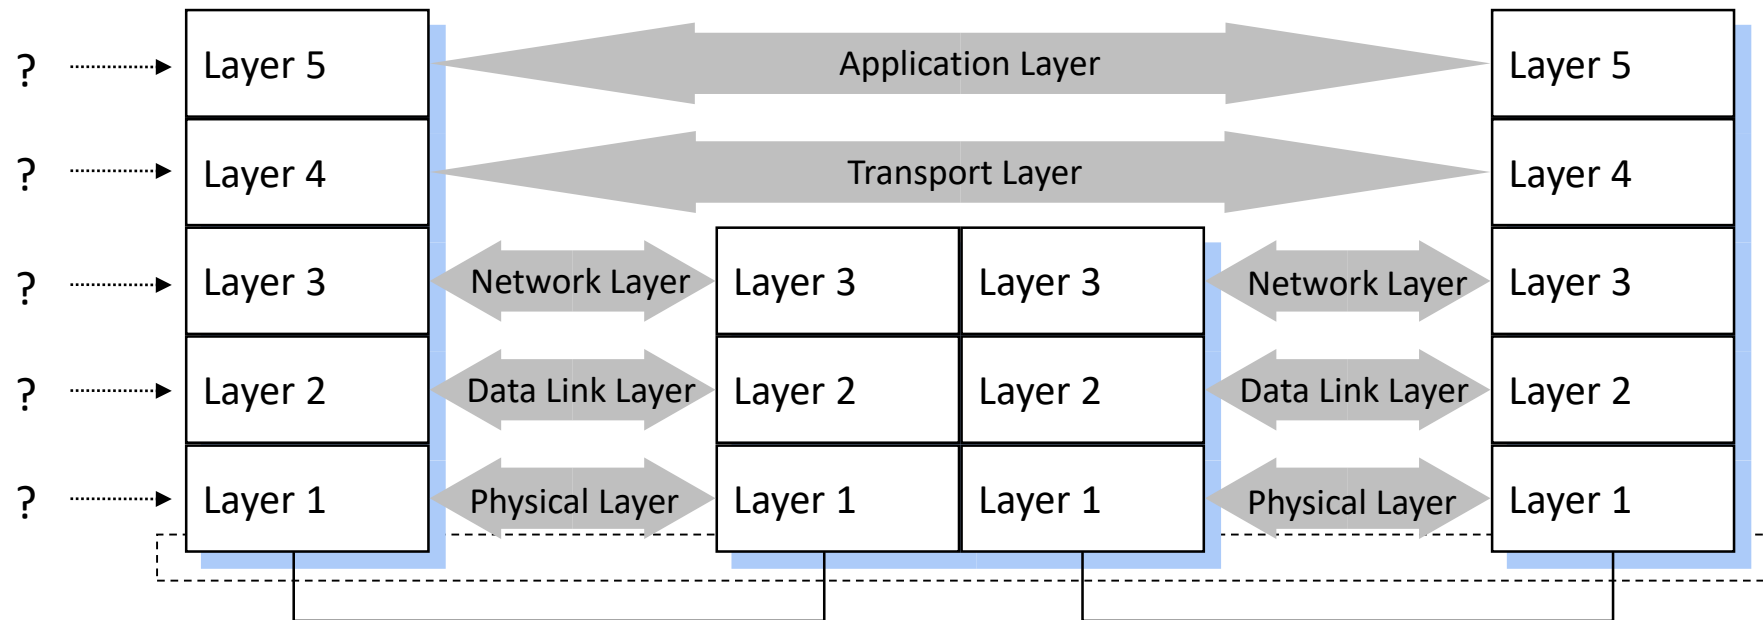 ? Layer 5 Application Layer Layer 5
? Layer 4 Transport Layer Layer 4
? Layer 3 Network Layer Layer 3 Layer 3 Network Layer Layer 3
? Layer 2 Data Link Layer Layer 2 Layer 2 Data Link Layer Layer 2
? Layer 1 Physical Layer Layer 1 Layer 1 Physical Layer Layer 1